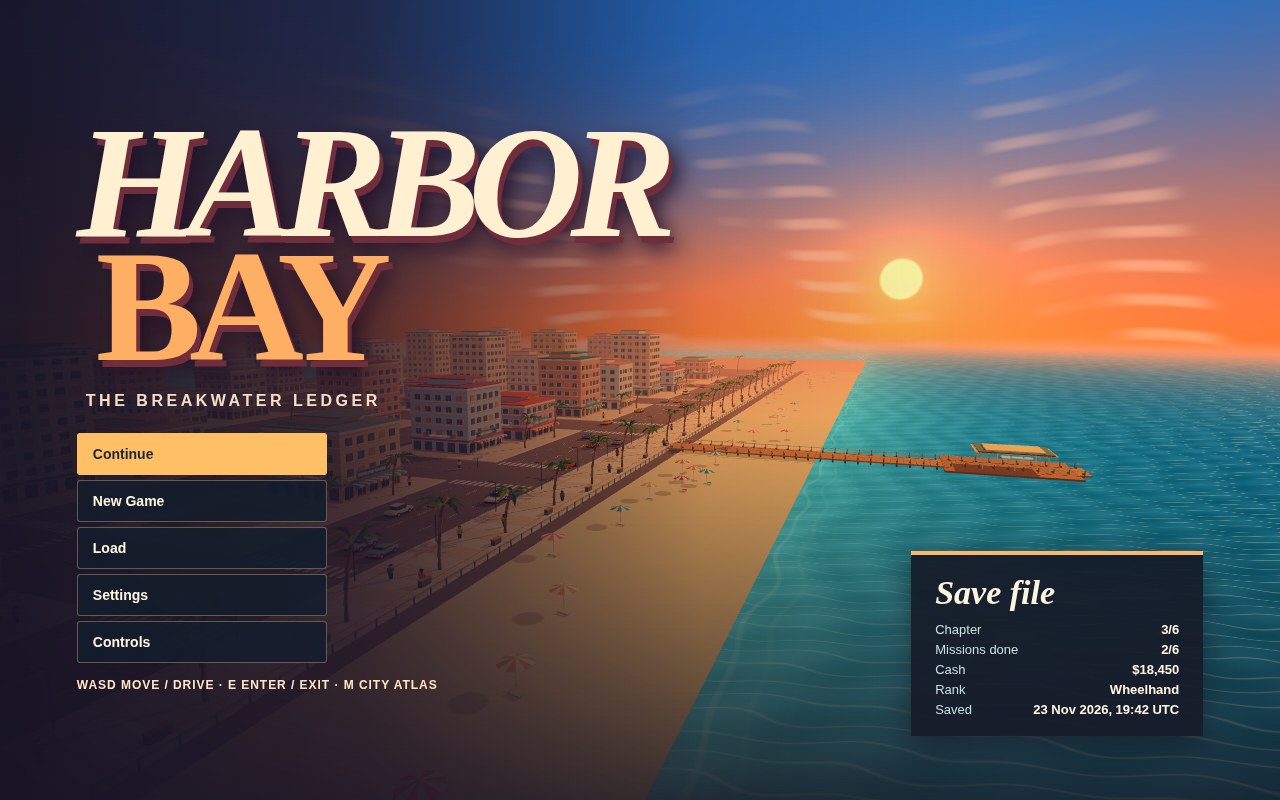 HARBOR
BAY
THE BREAKWATER LEDGER
Continue
New Game
Load
Settings
Controls
WASD MOVE / DRIVE · E ENTER / EXIT · M CITY ATLAS
Save file
Chapter 3/6
Missions done 2/6
Cash $18,450
Rank Wheelhand
Saved 23 Nov 2026, 19:42 UTC